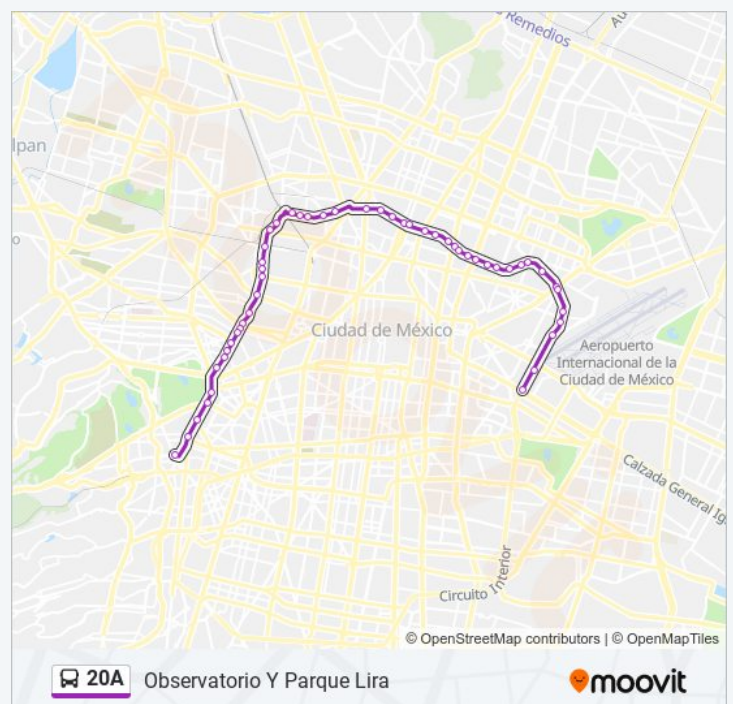 Remedios
Au
lpan
o
Ciudad de México
Aeropuerto
Internacional de la
Ciudad de México
Calzada General Ig
Circuito Interior
© OpenStreetMap contributors | © OpenMapTiles
20A Observatorio Y Parque Lira moovit